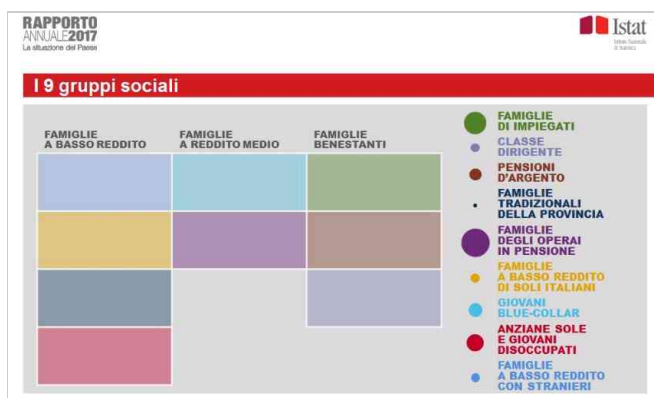 RAPPORTO
ANNUALE2017
La situazione del Paese
Istat
I 9 gruppi sociali
FAMIGLIE
A BASSO REDDITO
FAMIGLIE
A REDDITO MEDIO
FAMIGLIE
BENESTANTI
FAMIGLIE
DI IMPIEGATI
CLASSE
DIRIGENTE
PENSIONI
D'ARGENTO
FAMIGLIE
TRADIZIONALI
DELLA PROVINCIA
FAMIGLIE
DEGLI OPERAI
IN PENSIONE
FAMIGLIE
A BASSO REDDITO
DI SOLI ITALIANI
GIOVANI
BLUE-COLLAR
ANZIANE SOLE
E GIOVANI
DISOCCUPATI
FAMIGLIE
A BASSO REDDITO
CON STRANIERI